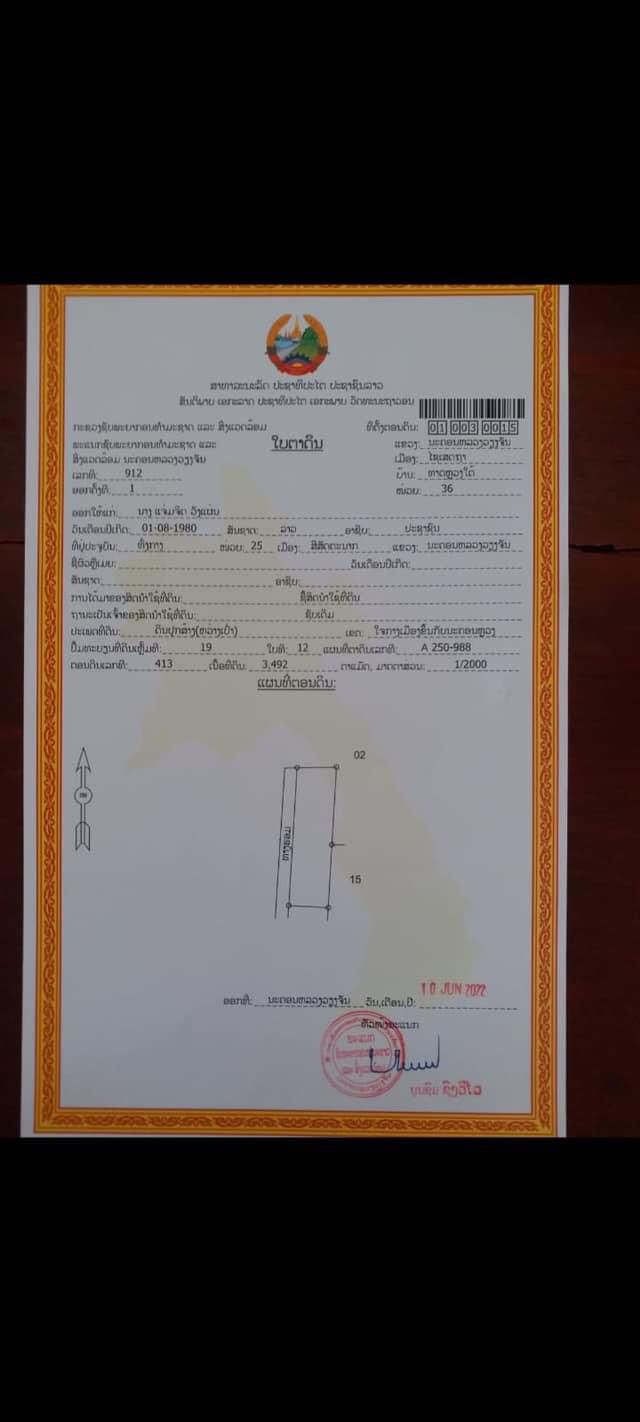 ສາທາລະນະລັດ ປະຊາທິປະໄຕ ປະຊາຊົນລາວ
ສັນຕິພາບ ເອກະລາດ ປະຊາທິປະໄຕ ເອກະພາບ ວັດທະນະຖາວອນ
ກະຊວງຊັບພະຍາກອນທຳມະຊາດ ແລະ ສິ່ງແວດລ້ອມ
ທີ່ຕັ້ງຕອນດິນ: 01 003 0015
ພະແນກຊັບພະຍາກອນທຳມະຊາດ ແລະ
ໃບຕາດິນ
ແຂວງ: ນະຄອນຫລວງວຽງຈັນ
ສິ່ງແວດລ້ອມ ນະຄອນຫລວງວຽງຈັນ
ເມືອງ: ໄຊເສດຖາ
ເລກທີ: 912
ບ້ານ: ທາດຫຼວງໃຕ້
ອອກຄັ້ງທີ: 1
ໜ່ວຍ: 36
ອອກໃຫ້ແກ່: ນາງ ແຈ່ມຈິດ ວົງແພ່ນ
ວັນເດືອນປີເກີດ: 01-08-1980 ສັນຊາດ: ລາວ ອາຊີບ: ປະຊາຊົນ
ທີ່ຢູ່ປະຈຸບັນ: ທົ່ງກາງ ໜ່ວຍ: 25 ເມືອງ: ສີສັດຕະນາກ ແຂວງ: ນະຄອນຫລວງວຽງຈັນ
ຊື່ຜົວຫຼືເມຍ: ວັນເດືອນປີເກີດ:
ສັນຊາດ: ອາຊີບ:
ການໄດ້ມາຂອງສິດນຳໃຊ້ທີ່ດິນ: ຊື້ສິດນຳໃຊ້ທີ່ດິນ
ຖານະເປັນເຈົ້າຂອງສິດນຳໃຊ້ທີ່ດິນ: ຊັບເດີມ
ປະເພດທີ່ດິນ: ດິນປຸກສ້າງ(ຫວ່າງເປົ່າ) ເຂດ: ໃຈກາງເມືອງຂຶ້ນກັບນະຄອນຫຼວງ
ປຶ້ມທະບຽນທີ່ດິນເຫຼັ້ມທີ: 19 ໃບທີ: 12 ແຜນທີ່ຕາດິນເລກທີ: A 250-988
ຕອນດິນເລກທີ: 413 ເນື້ອທີ່ດິນ: 3,492 ຕາແມັດ, ມາດຕາສ່ວນ: 1/2000
ແຜນທີ່ຕອນດິນ:
02
ທາງຊອຍ
15
10 JUN 2022
ອອກທີ່: ນະຄອນຫລວງວຽງຈັນ ວັນ,ເດືອນ,ປີ:
ຫົວໜ້າພະແນກ
ບຸນຊົມ